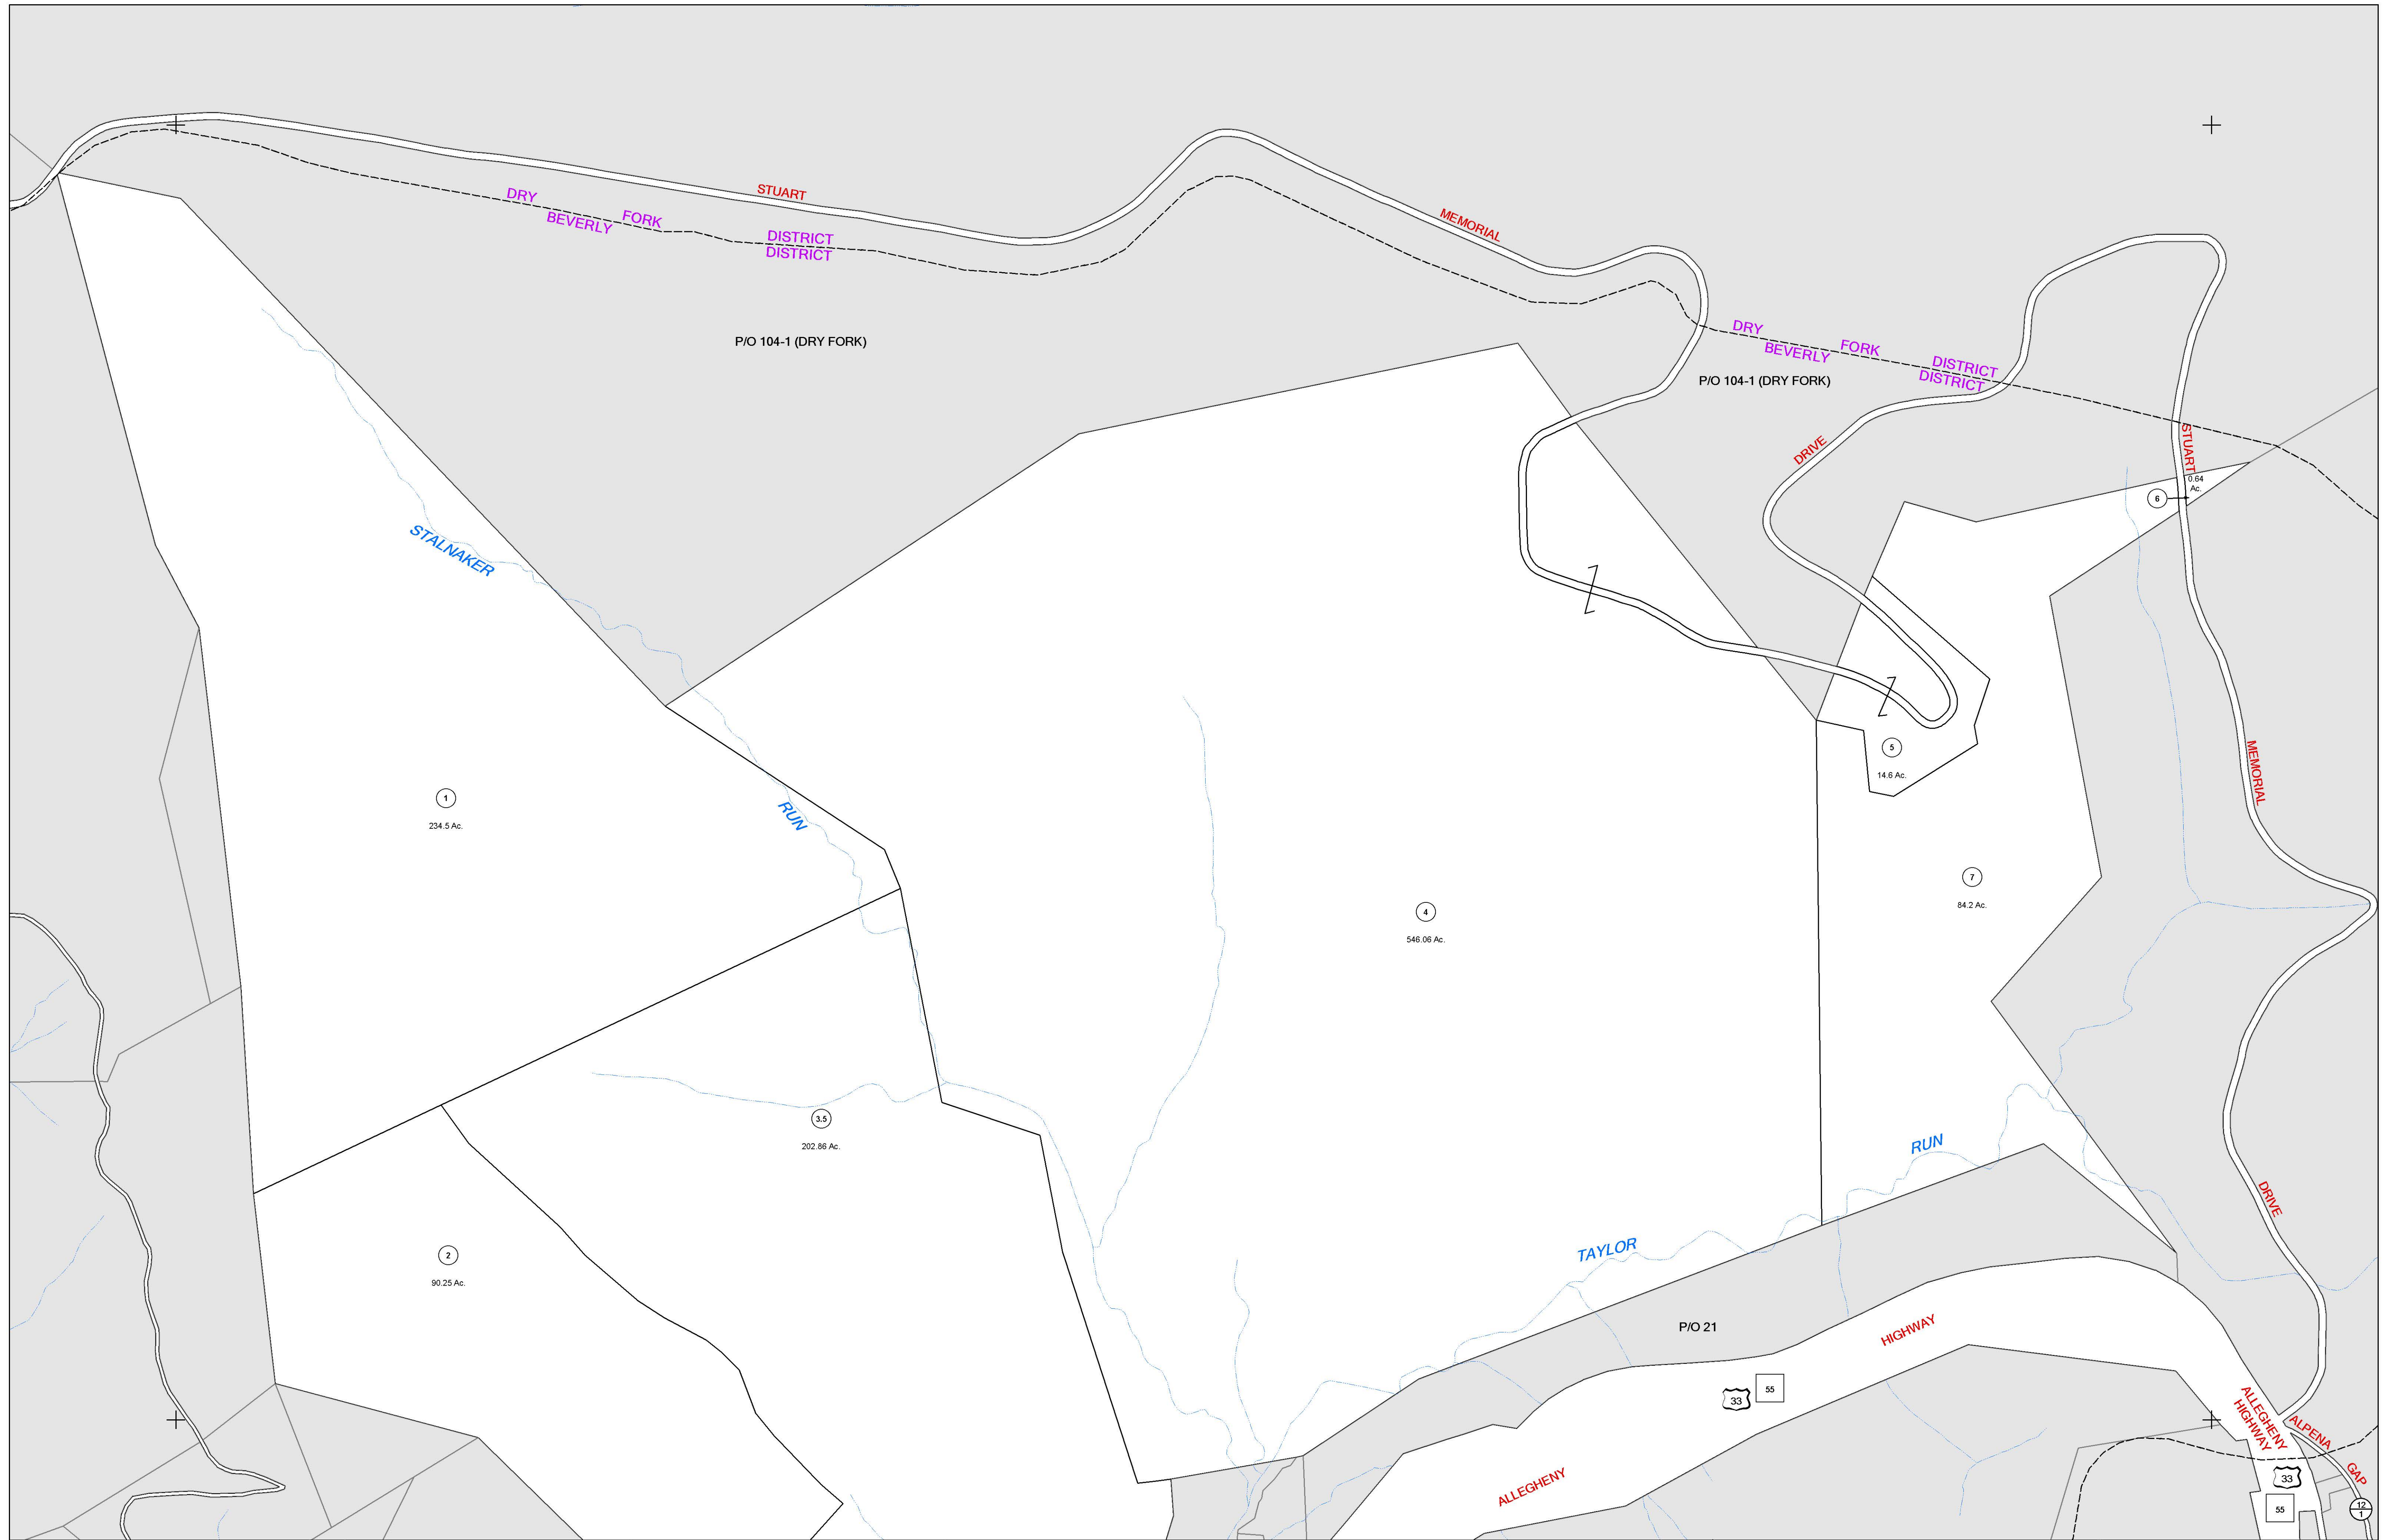 STUART
DRY FORK DISTRICT
BEVERLY DISTRICT
MEMORIAL
P/O 104-1 (DRY FORK)
DRY FORK DISTRICT
BEVERLY DISTRICT
P/O 104-1 (DRY FORK)
DRIVE
STUART
0.64
Ac.
6
STALNAKER
RUN
5
14.6 Ac.
MEMORIAL
1
234.5 Ac.
7
84.2 Ac.
4
546.06 Ac.
3.5
202.86 Ac.
RUN
DRIVE
2
90.25 Ac.
TAYLOR
P/O 21
HIGHWAY
33
55
ALLEGHENY
HIGHWAY
ALPENA
GAP
ALLEGHENY
33
55
12
1